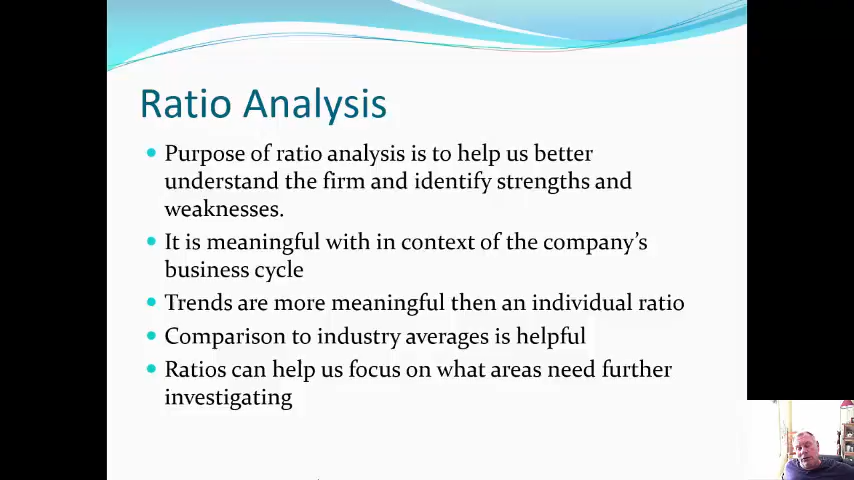 Ratio Analysis
• Purpose of ratio analysis is to help us better
understand the firm and identify strengths and
weaknesses.
• It is meaningful with in context of the company's
business cycle
• Trends are more meaningful then an individual ratio
• Comparison to industry averages is helpful
• Ratios can help us focus on what areas need further
investigating